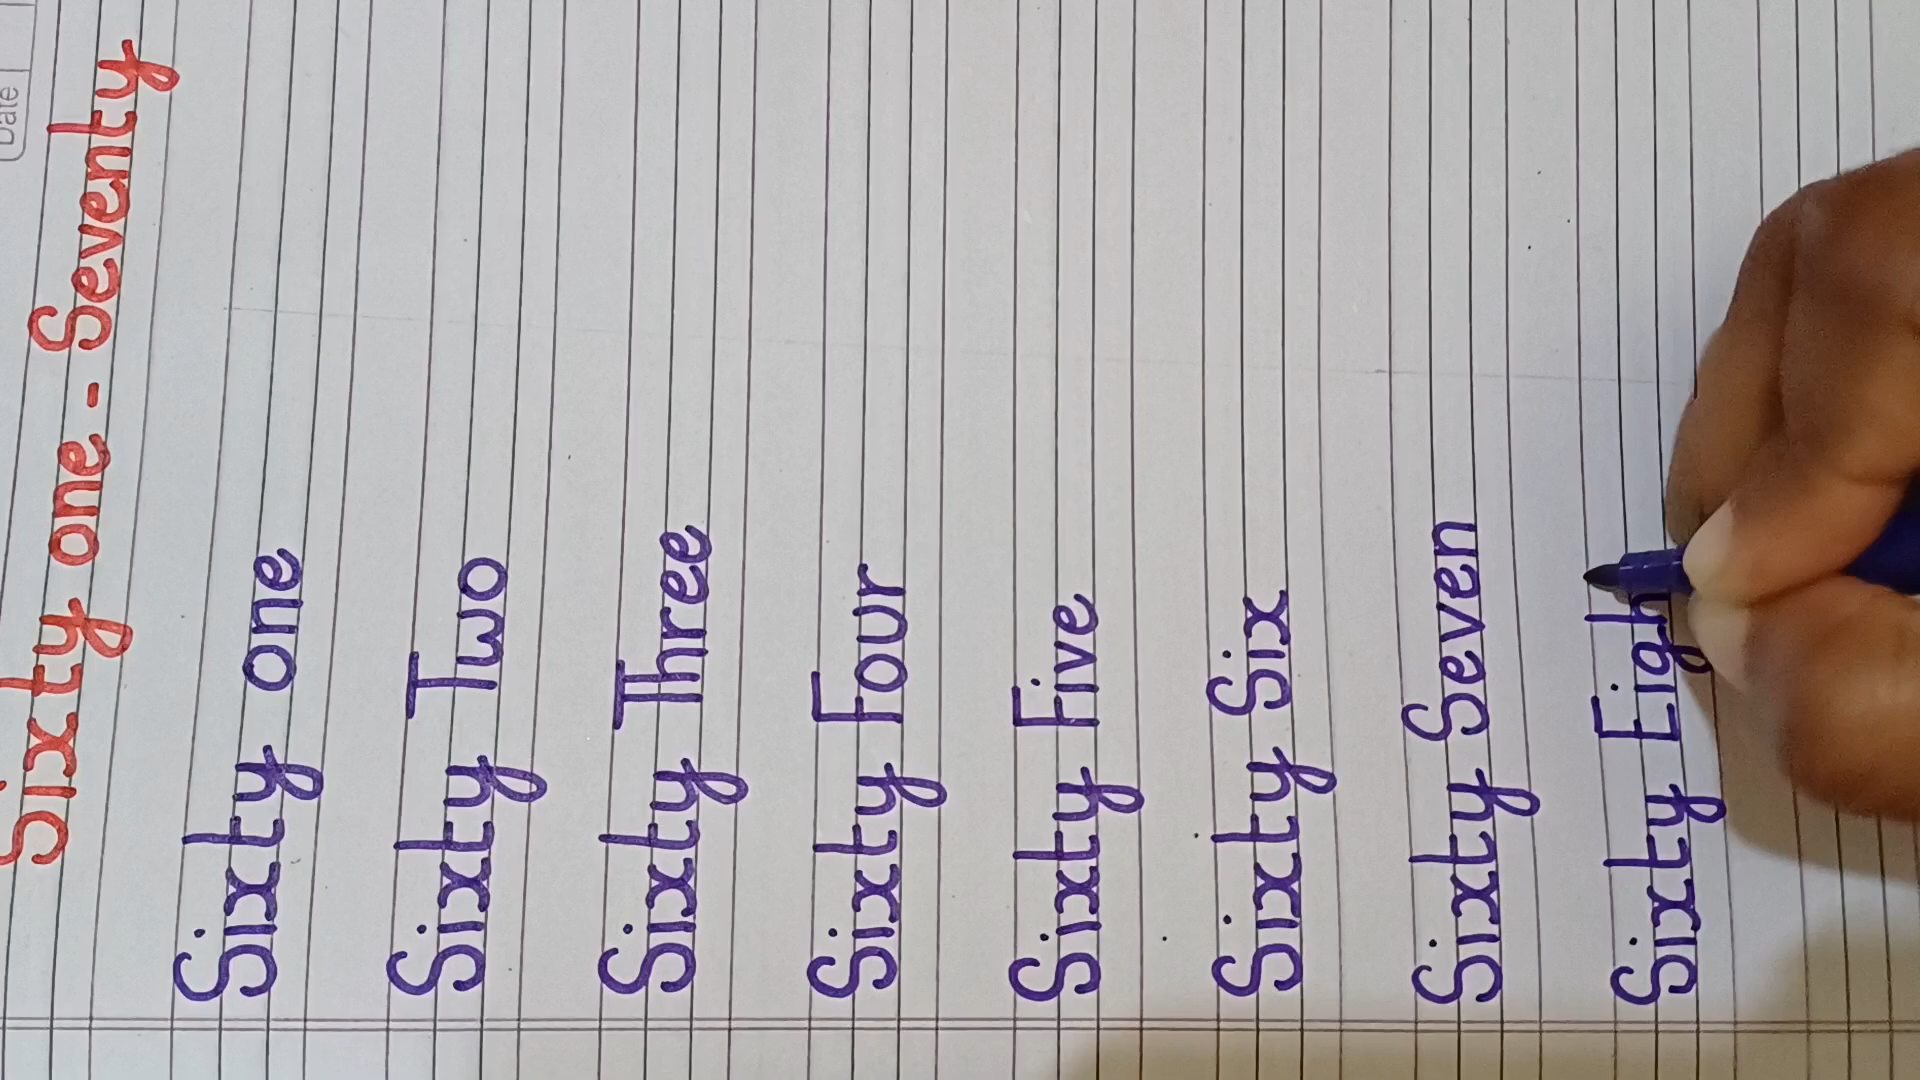 Date
Sixty one - Seventy
Sixty one
Sixty Two
Sixty Three
Sixty Four
Sixty Five
Sixty Six
Sixty Seven
Sixty Eigh